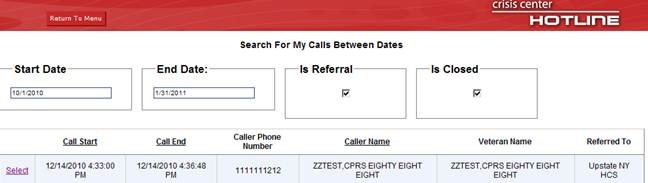 crisis center
Return To Menu
HOTLINE
Search For My Calls Between Dates
Start Date End Date: Is Referral Is Closed
10/1/2010 1/31/2011
Call Start Call End Caller Phone Number Caller Name Veteran Name Referred To
Select 12/14/2010 4:33:00 PM 12/14/2010 4:36:48 PM 1111111212 ZZTEST,CPRS EIGHTY EIGHT EIGHT ZZTEST,CPRS EIGHTY EIGHT EIGHT Upstate NY HCS